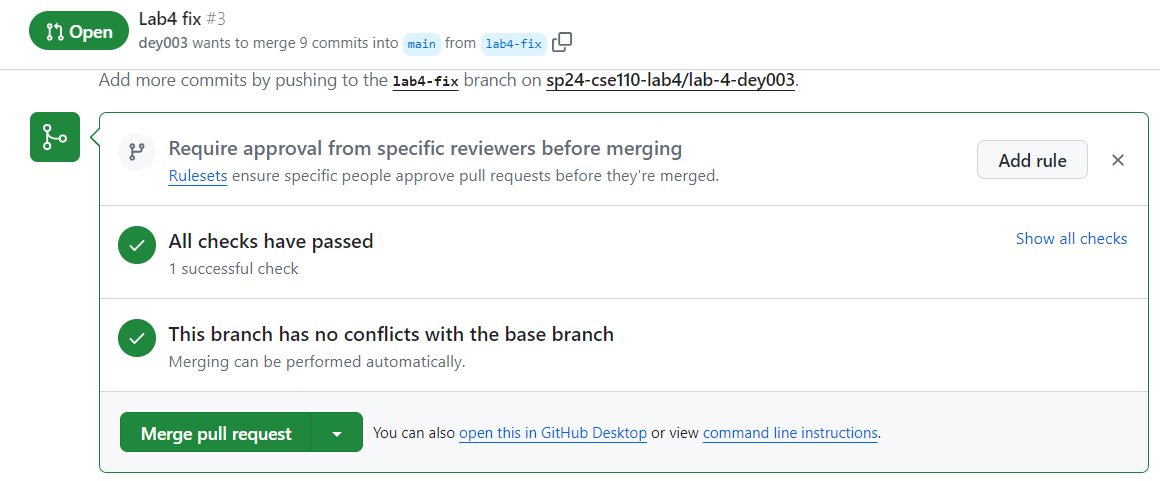 Open
Lab4 fix #3
dey003 wants to merge 9 commits into main from lab4-fix
Add more commits by pushing to the lab4-fix branch on sp24-cse110-lab4/lab-4-dey003.
Require approval from specific reviewers before merging
Rulesets ensure specific people approve pull requests before they're merged.
Add rule
All checks have passed
1 successful check
Show all checks
This branch has no conflicts with the base branch
Merging can be performed automatically.
Merge pull request
You can also open this in GitHub Desktop or view command line instructions.